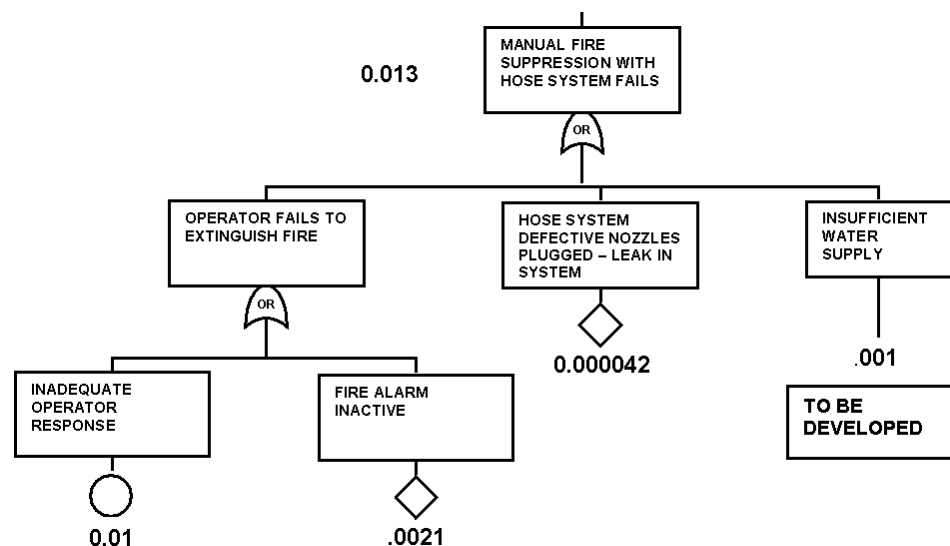 MANUAL FIRE
SUPPRESSION WITH
HOSE SYSTEM FAILS
0.013
OR
OPERATOR FAILS TO
EXTINGUISH FIRE
HOSE SYSTEM
DEFECTIVE NOZZLES
PLUGGED – LEAK IN
SYSTEM
INSUFFICIENT
WATER
SUPPLY
OR
0.000042
.001
INADEQUATE
OPERATOR
RESPONSE
FIRE ALARM
INACTIVE
TO BE
DEVELOPED
0.01
.0021